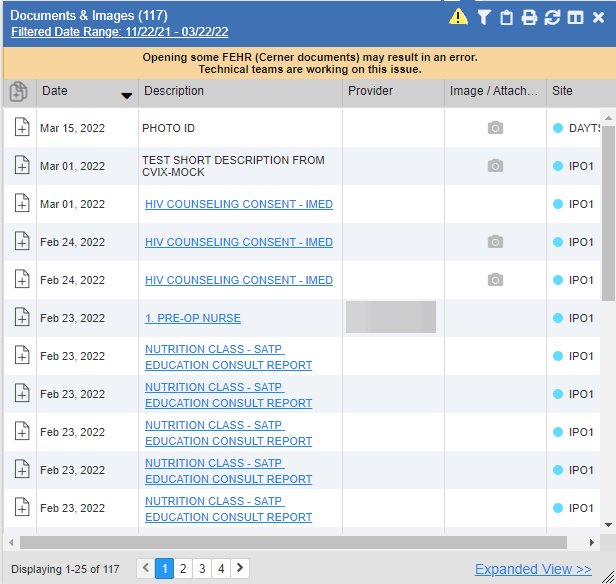 Documents & Images (117)
Filtered Date Range: 11/22/21 - 03/22/22
Opening some FEHR (Cerner documents) may result in an error.
Technical teams are working on this issue.
Date Description Provider Image / Attach... Site
Mar 15, 2022 PHOTO ID DAYTS
Mar 01, 2022 TEST SHORT DESCRIPTION FROM CVIX-MOCK IPO1
Mar 01, 2022 HIV COUNSELING CONSENT - IMED IPO1
Feb 24, 2022 HIV COUNSELING CONSENT - IMED IPO1
Feb 24, 2022 HIV COUNSELING CONSENT - IMED IPO1
Feb 23, 2022 1. PRE-OP NURSE IPO1
Feb 23, 2022 NUTRITION CLASS - SATP EDUCATION CONSULT REPORT IPO1
Feb 23, 2022 NUTRITION CLASS - SATP EDUCATION CONSULT REPORT IPO1
Feb 23, 2022 NUTRITION CLASS - SATP EDUCATION CONSULT REPORT IPO1
Feb 23, 2022 NUTRITION CLASS - SATP EDUCATION CONSULT REPORT IPO1
Feb 23, 2022 NUTRITION CLASS - SATP EDUCATION CONSULT REPORT IPO1
Displaying 1-25 of 117 < 1 2 3 4 > Expanded View >>